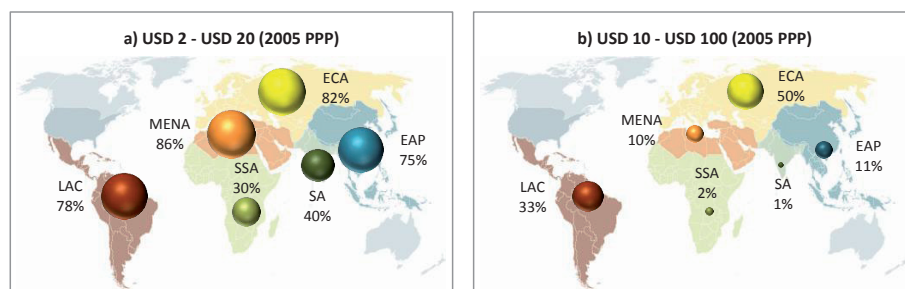 a) USD 2 - USD 20 (2005 PPP)
ECA
82%
MENA
86%
EAP
75%
SSA
30%
SA
40%
LAC
78%
b) USD 10 - USD 100 (2005 PPP)
ECA
50%
MENA
10%
EAP
11%
SSA
2%
SA
1%
LAC
33%